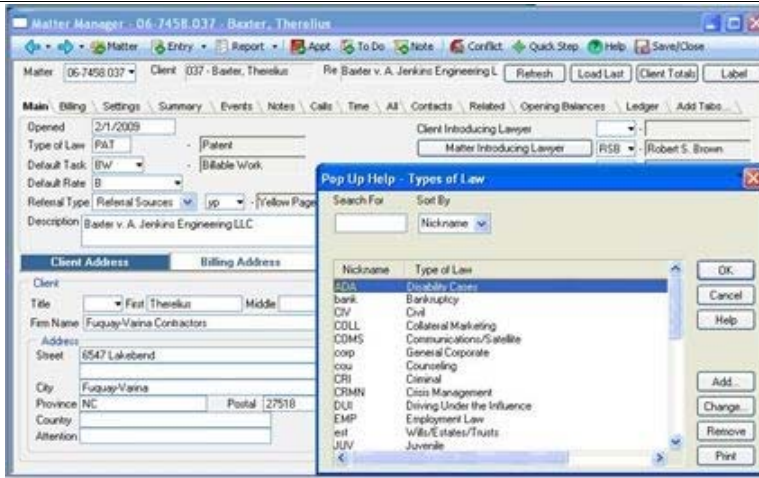 Matter Manager - 06-7458.037 - Baxter, Therelius
Matter Entry Report Appt To Do Note Conflict Quick Step Help Save/Close
Matter 06-7458.037 Client 037 - Baxter, Therelius Re Baxter v. A. Jenkins Engineering L Refresh Load Last Client Totals Label
Main Billing Settings Summary Events Notes Calls Time All Contacts Related Opening Balances Ledger Add Tabs...
Opened 2/1/2009 Client Introducing Lawyer -
Type of Law PAT - Patent Matter Introducing Lawyer RSB - Robert S. Brown
Default Task BW - Billable Work
Default Rate B
Referral Type Referral Sources yp - Yellow Page
Description Baxter v. A. Jenkins Engineering LLC
Client Address Billing Address
Client
Title First Therelius Middle
Firm Name Fuquay-Varina Contractors
Address
Street 6547 Lakebend
City Fuquay-Varina
Province NC Postal 27518
Country
Attention
Pop Up Help - Types of Law
Search For Sort By
Nickname
Nickname Type of Law
ADA Disability Cases
bank Bankruptcy
CIV Civil
COLL Collateral Marketing
COMS Communications/Satellite
corp General Corporate
cou Counseling
CRI Criminal
CRMN Crisis Management
DUI Driving Under the Influence
EMP Employment Law
est Wills/Estates/Trusts
JUV Juvenile
OK
Cancel
Help
Add...
Change...
Remove
Print